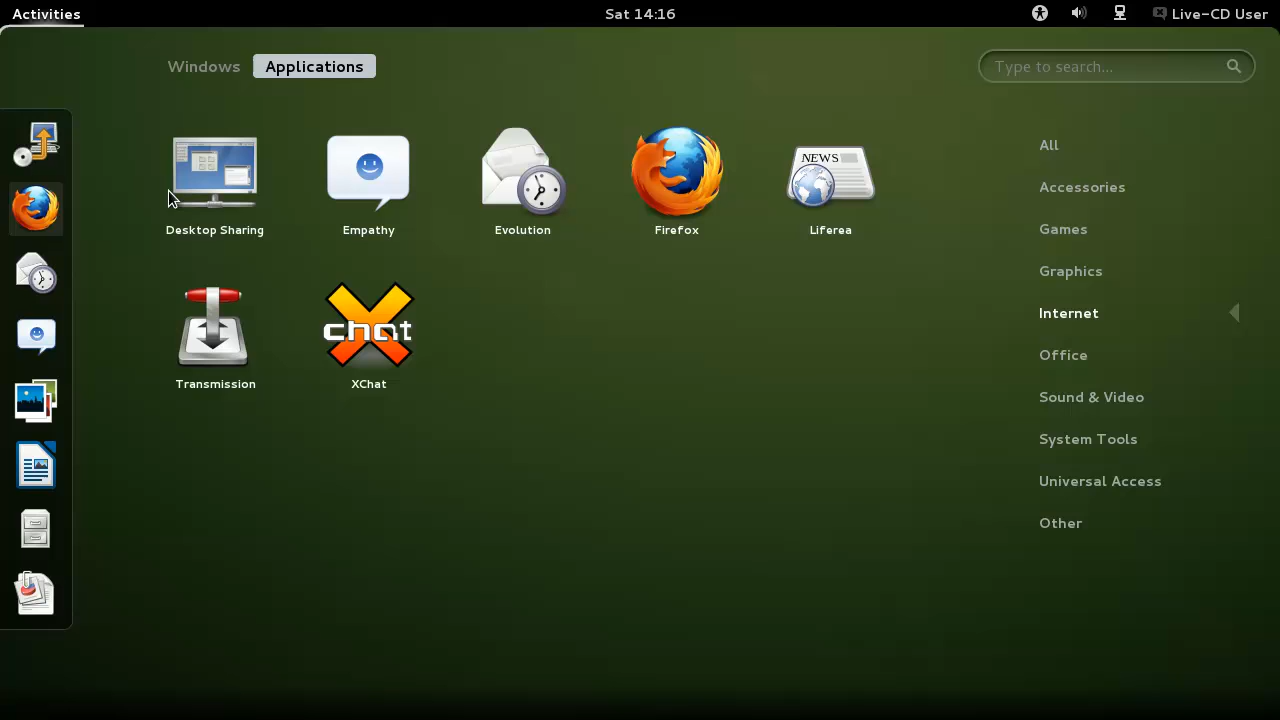 Activities
Sat 14:16
Live-CD User
Windows
Applications
Type to search...
Desktop Sharing
Empathy
Evolution
NEWS
Firefox
Liferea
Transmission
chat
XChat
All
Accessories
Games
Graphics
Internet
Office
Sound & Video
System Tools
Universal Access
Other